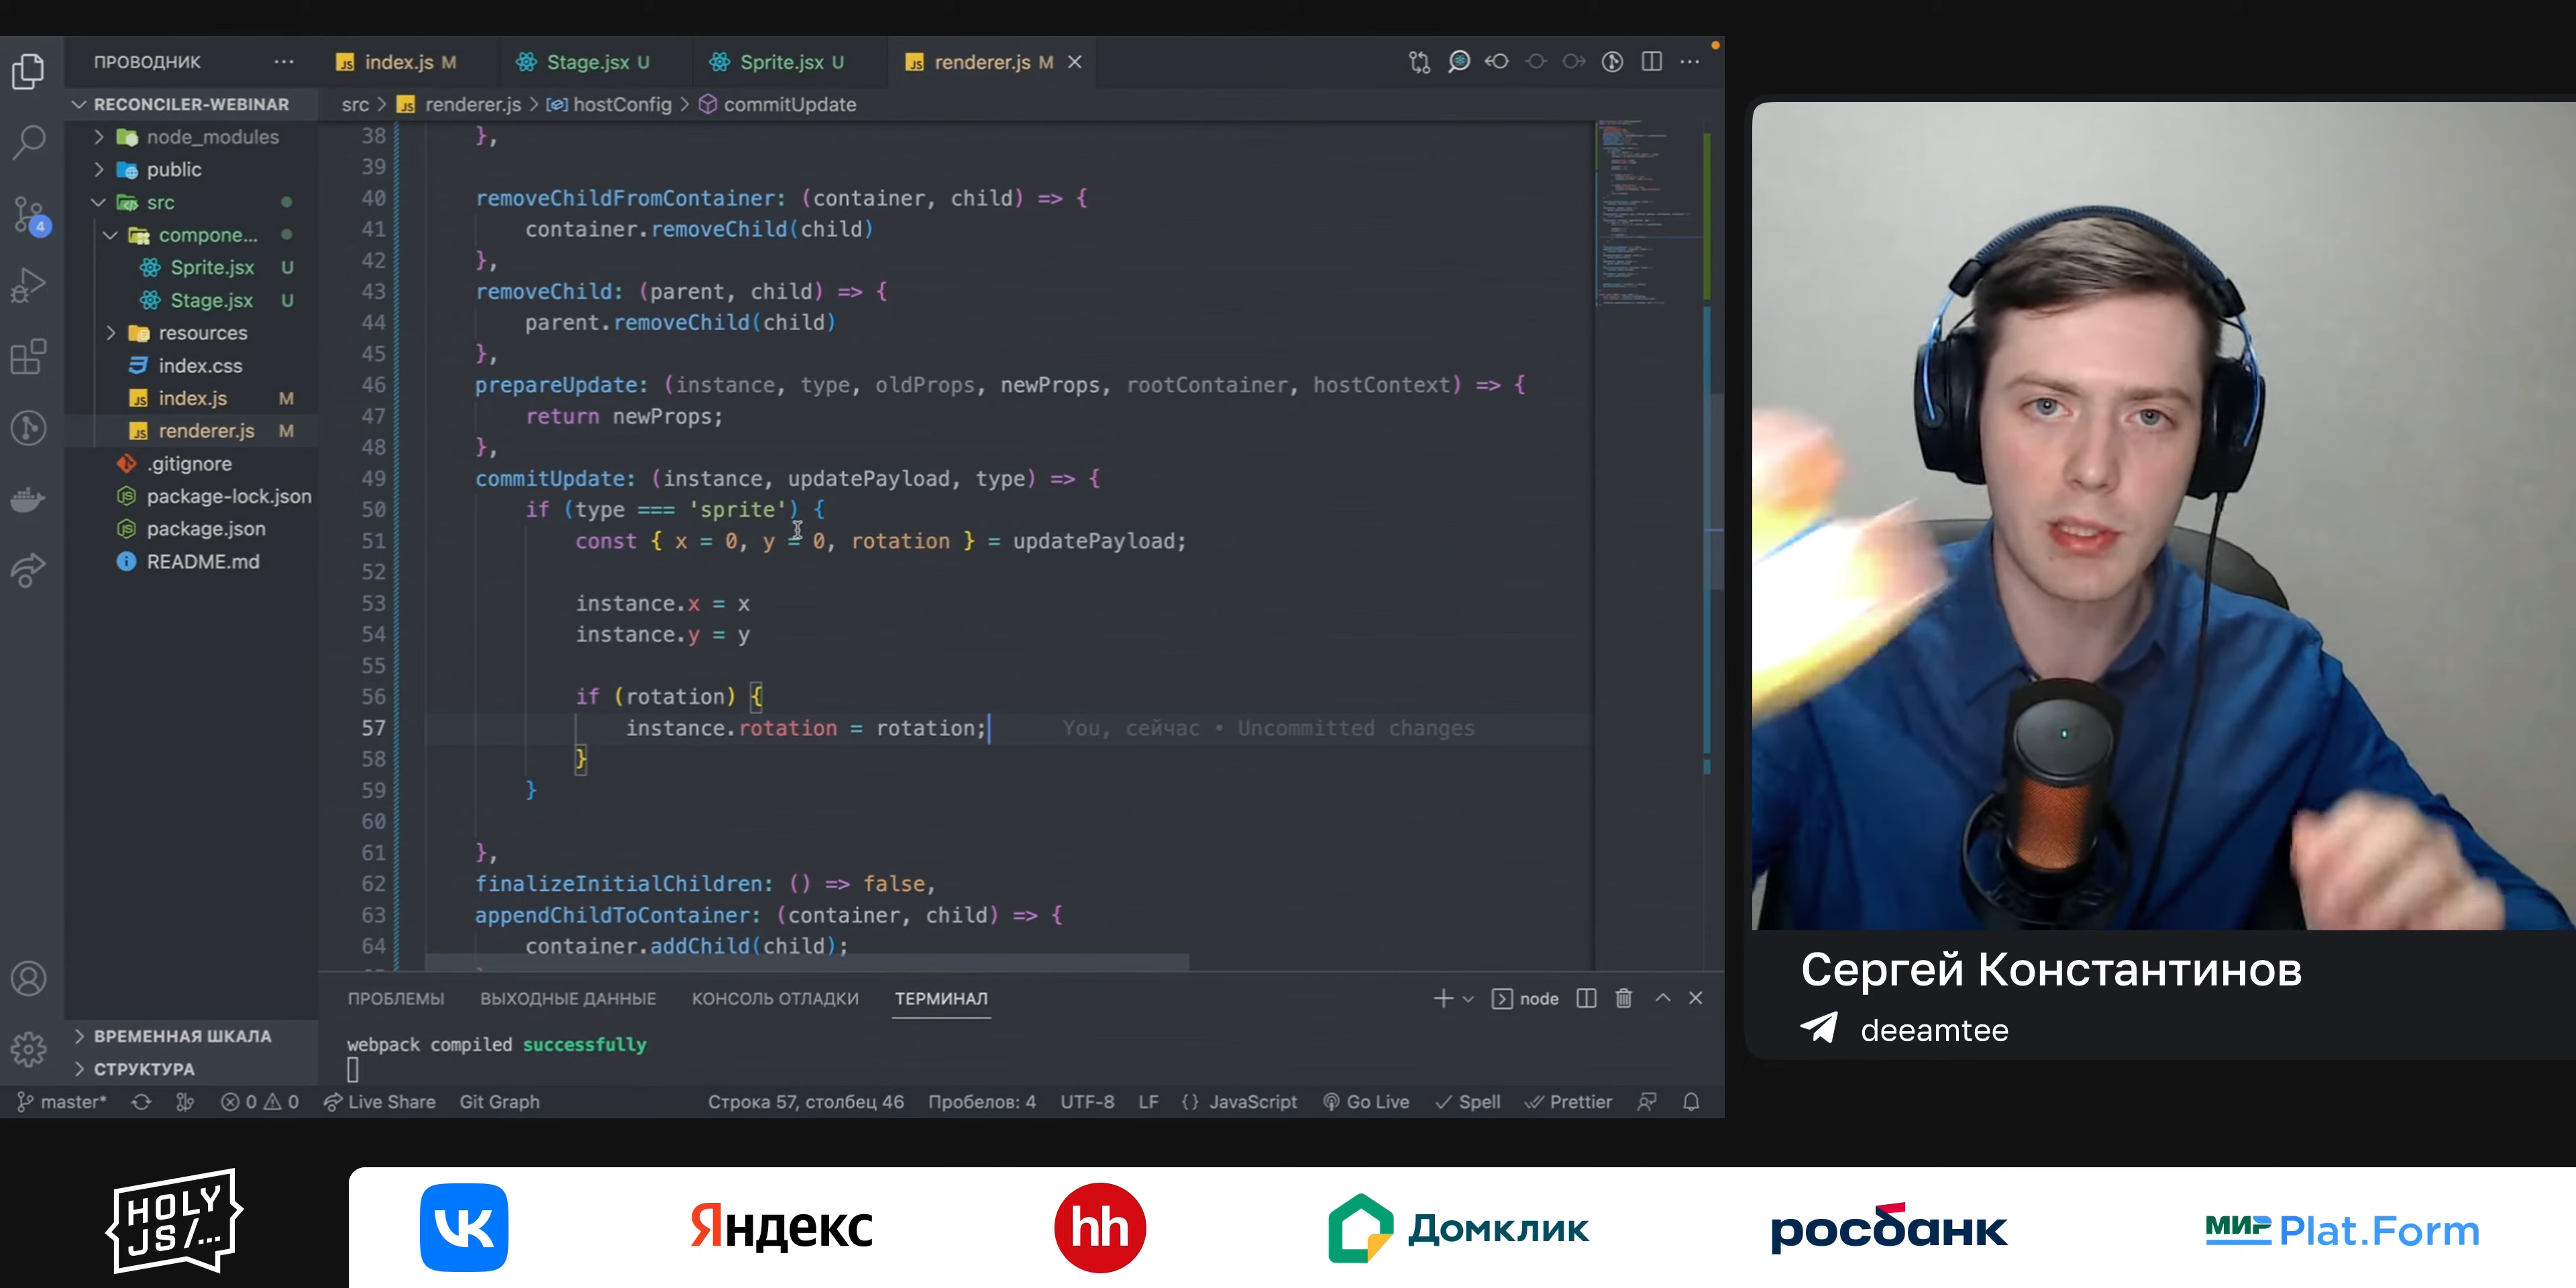 ПРОВОДНИК
index.js M
Stage.jsx U
Sprite.jsx U
renderer.js M
RECONCILER-WEBINAR
src > renderer.js > hostConfig > commitUpdate
node_modules
public
src
compone...
Sprite.jsx U
Stage.jsx U
resources
index.css
index.js M
renderer.js M
.gitignore
package-lock.json
package.json
README.md
4
ВРЕМЕННАЯ ШКАЛА
СТРУКТУРА
38 },
39
40 removeChildFromContainer: (container, child) => {
41 container.removeChild(child)
42 },
43 removeChild: (parent, child) => {
44 parent.removeChild(child)
45 },
46 prepareUpdate: (instance, type, oldProps, newProps, rootContainer, hostContext) => {
47 return newProps;
48 },
49 commitUpdate: (instance, updatePayload, type) => {
50 if (type === 'sprite') {
51 const { x = 0, y = 0, rotation } = updatePayload;
52
53 instance.x = x
54 instance.y = y
55
56 if (rotation) {
57 instance.rotation = rotation; You, сейчас • Uncommitted changes
58 }
59 }
60
61 },
62 finalizeInitialChildren: () => false,
63 appendChildToContainer: (container, child) => {
64 container.addChild(child);
ПРОБЛЕМЫ ВЫХОДНЫЕ ДАННЫЕ КОНСОЛЬ ОТЛАДКИ ТЕРМИНАЛ
node
webpack compiled successfully
master* 0 0 Live Share Git Graph Строка 57, столбец 46 Пробелов: 4 UTF-8 LF {} JavaScript Go Live Spell Prettier
Сергей Константинов
deeamtee
HOLY
JS/...
VK
Яндекс
hh
Домклик
росбанк
МИР Plat.Form